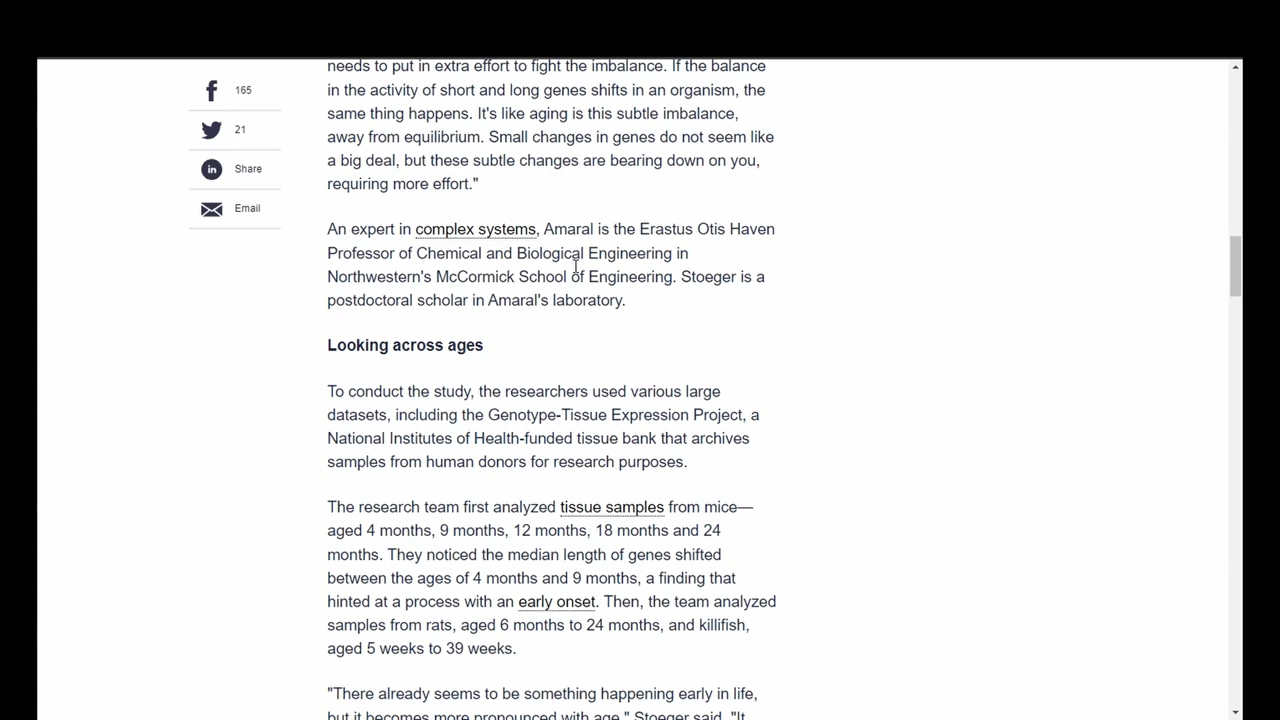 165
21
Share
Email
needs to put in extra effort to fight the imbalance. If the balance
in the activity of short and long genes shifts in an organism, the
same thing happens. It's like aging is this subtle imbalance,
away from equilibrium. Small changes in genes do not seem like
a big deal, but these subtle changes are bearing down on you,
requiring more effort."
An expert in complex systems, Amaral is the Erastus Otis Haven
Professor of Chemical and Biological Engineering in
Northwestern's McCormick School of Engineering. Stoeger is a
postdoctoral scholar in Amaral's laboratory.
Looking across ages
To conduct the study, the researchers used various large
datasets, including the Genotype-Tissue Expression Project, a
National Institutes of Health-funded tissue bank that archives
samples from human donors for research purposes.
The research team first analyzed tissue samples from mice—
aged 4 months, 9 months, 12 months, 18 months and 24
months. They noticed the median length of genes shifted
between the ages of 4 months and 9 months, a finding that
hinted at a process with an early onset. Then, the team analyzed
samples from rats, aged 6 months to 24 months, and killifish,
aged 5 weeks to 39 weeks.
"There already seems to be something happening early in life,
but it becomes more pronounced with age," Stoeger said. "It